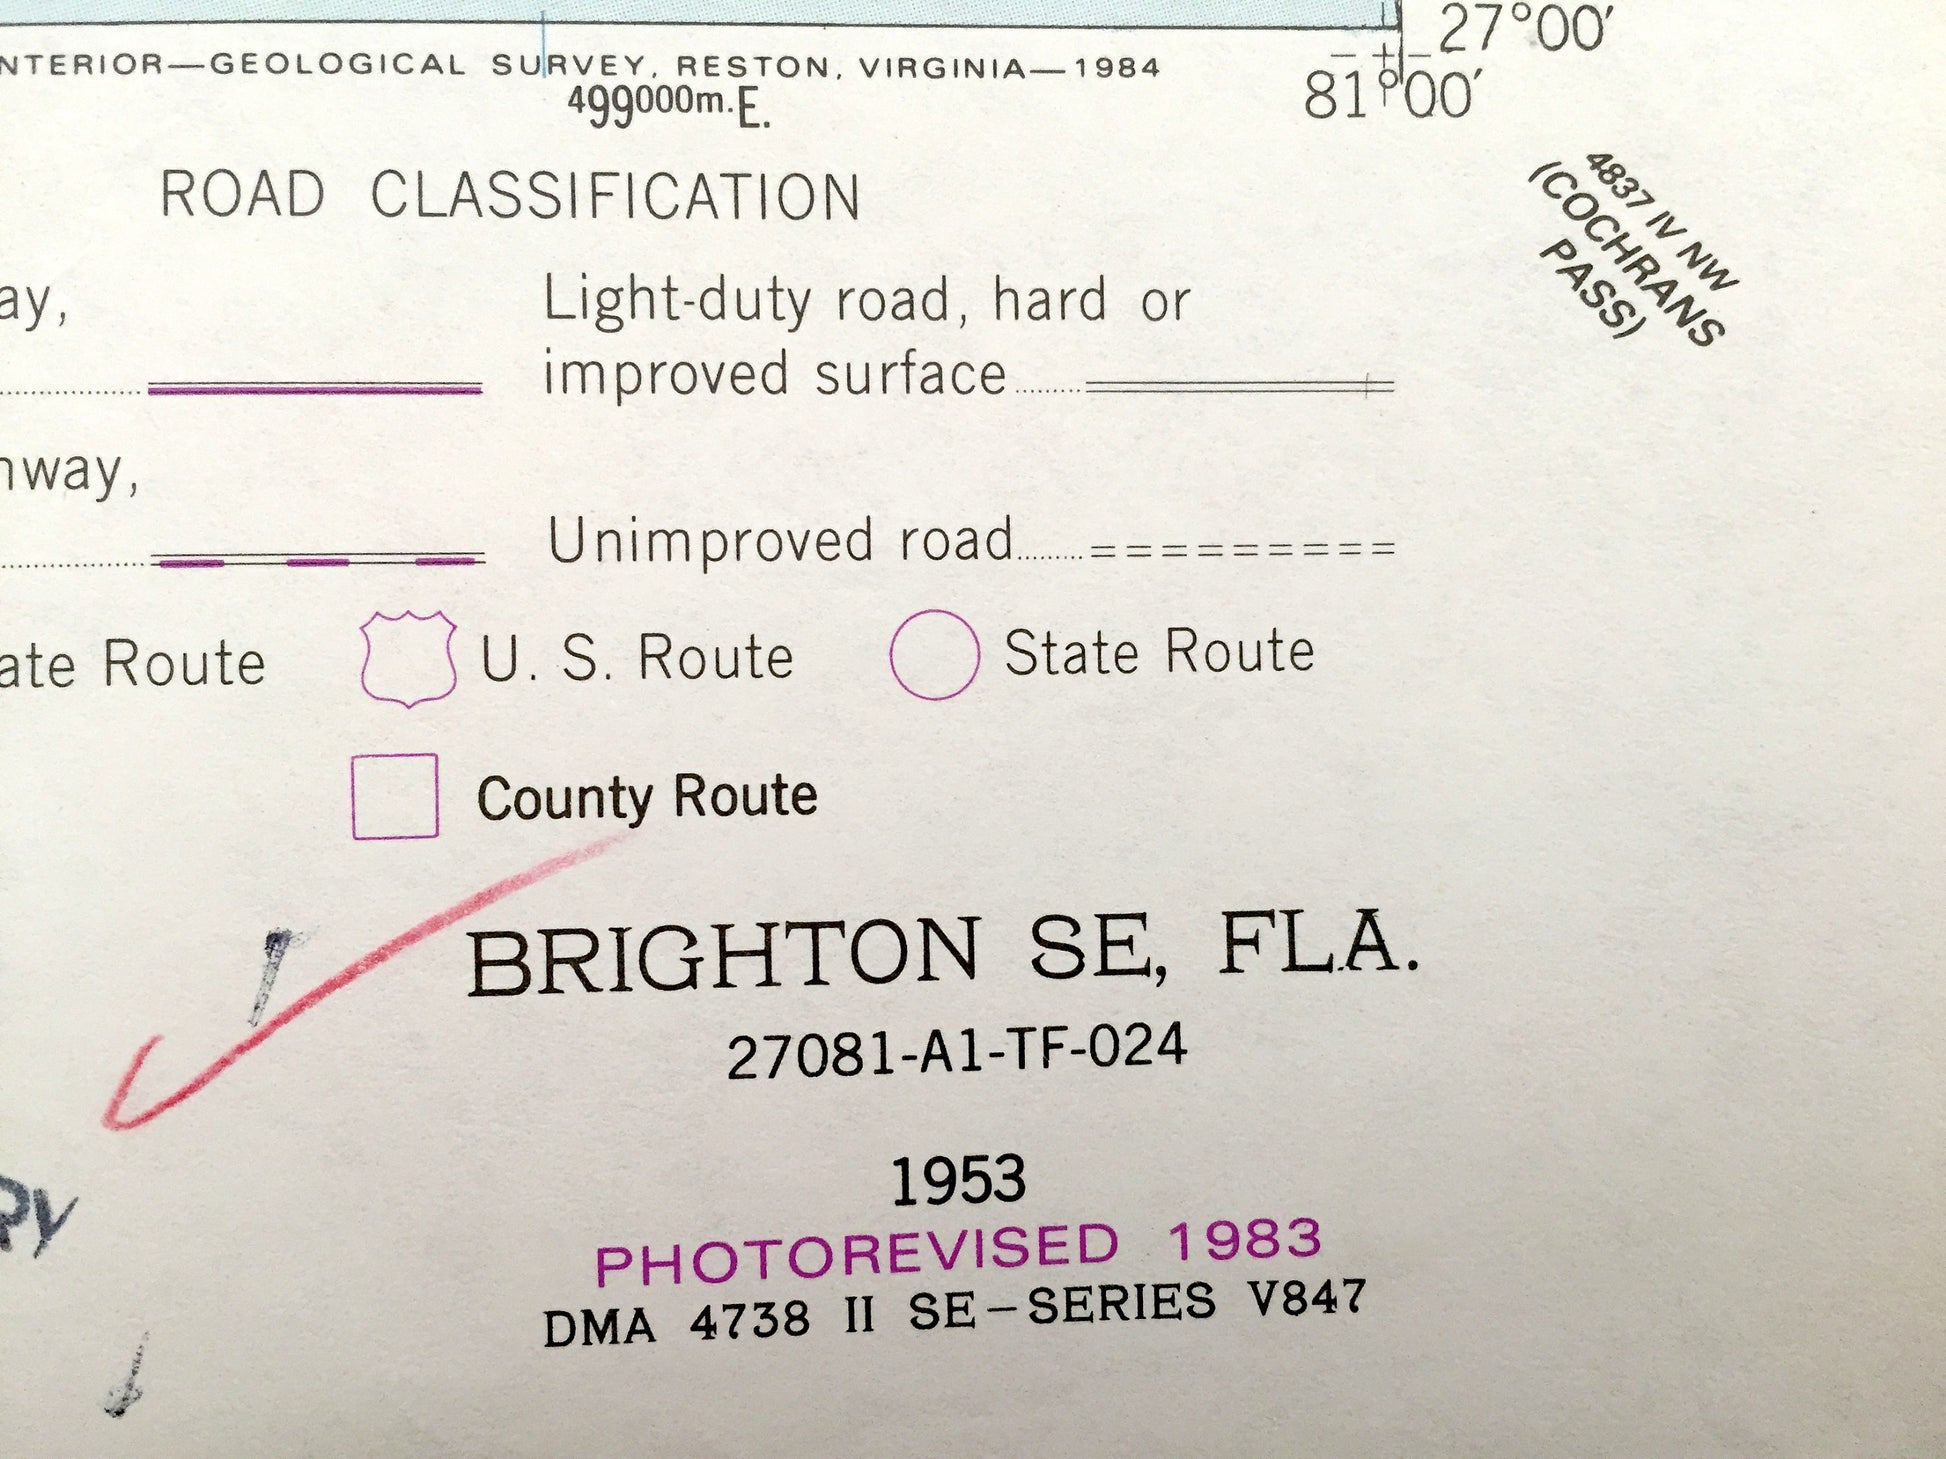 27°00′
NTERIOR—GEOLOGICAL SURVEY, RESTON, VIRGINIA—1984
81°00′
499000m.E.
4837 IV NW
(COCHRANS
PASS)
ROAD CLASSIFICATION
ay,
Light-duty road, hard or
improved surface
hway,
Unimproved road
ate Route
U. S. Route
State Route
County Route
BRIGHTON SE, FLA.
27081-A1-TF-024
1953
RY
PHOTOREVISED 1983
DMA 4738 II SE–SERIES V847